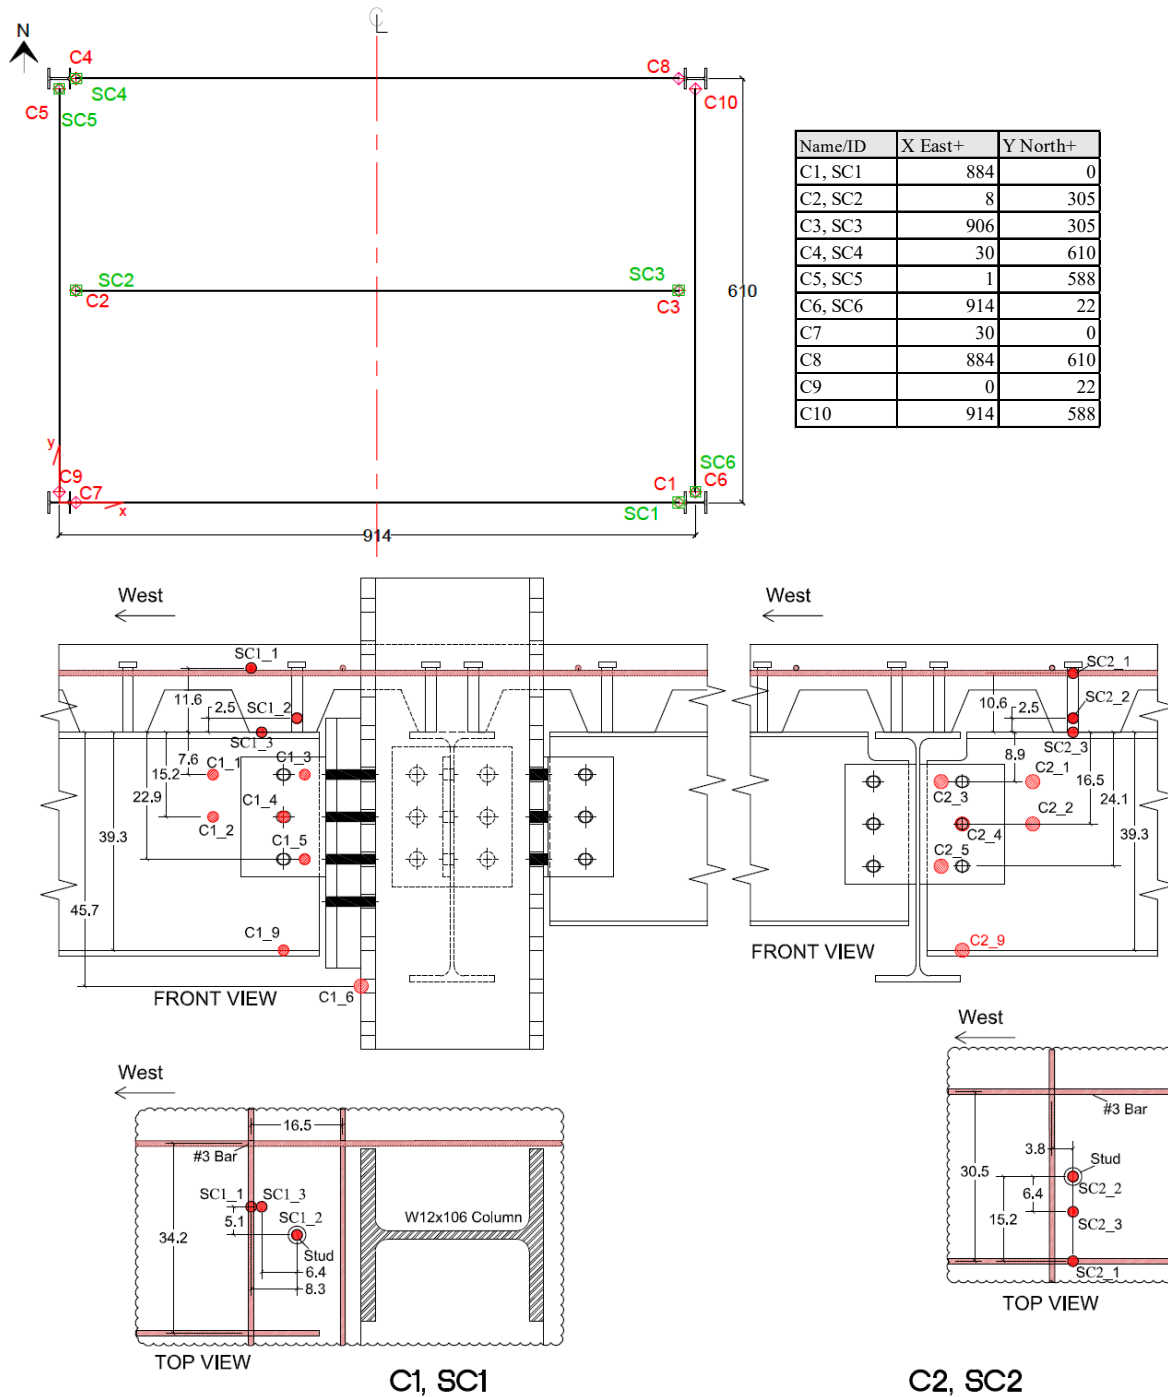 N
CL
C4
C8
SC4
C5
SC5
C10
SC2
C2
SC3
C3
610
y
C9
C7
x
SC6
C1
C6
SC1
914
Name/ID X East+ Y North+
C1, SC1 884 0
C2, SC2 8 305
C3, SC3 906 305
C4, SC4 30 610
C5, SC5 1 588
C6, SC6 914 22
C7 30 0
C8 884 610
C9 0 22
C10 914 588
West
SC1_1
11.6
2.5
SC1_2
SC1_3
7.6
C1_1
C1_3
15.2
C1_4
22.9
C1_2
C1_5
39.3
45.7
C1_9
C1_6
FRONT VIEW
West
SC2_1
10.6
2.5
SC2_2
SC2_3
8.9
C2_1
C2_3
16.5
C2_2
24.1
C2_4
39.3
C2_5
C2_9
FRONT VIEW
West
16.5
#3 Bar
SC1_1
SC1_3
5.1
SC1_2
34.2
Stud
6.4
8.3
W12x106 Column
TOP VIEW
C1, SC1
West
#3 Bar
3.8
30.5
Stud
SC2_2
6.4
15.2
SC2_3
SC2_1
TOP VIEW
C2, SC2